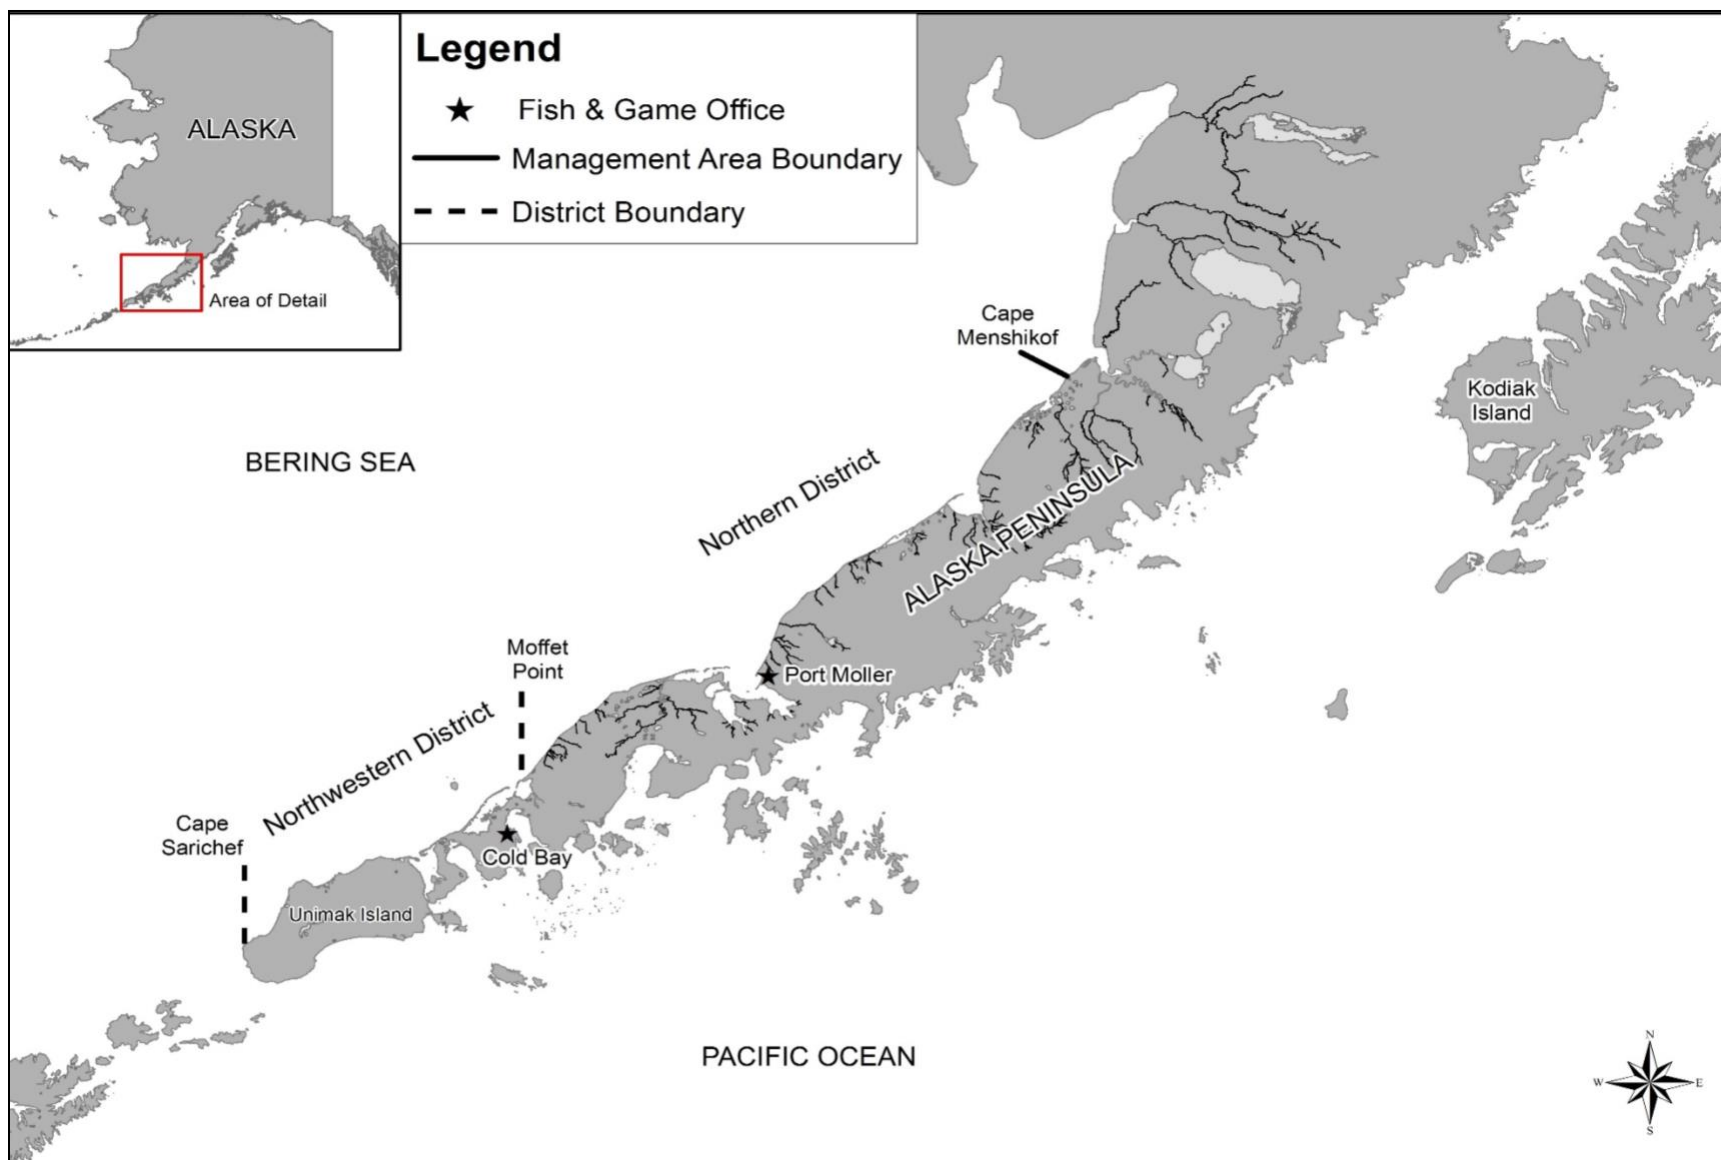 ALASKA
Area of Detail
Legend
Fish & Game Office
Management Area Boundary
District Boundary
Cape
Menshikof
Kodiak
Island
BERING SEA
Northern District
ALASKA PENINSULA
Moffet
Point
Port Moller
Northwestern District
Cape
Sarichef
Cold Bay
Unimak Island
PACIFIC OCEAN
N
W
E
S